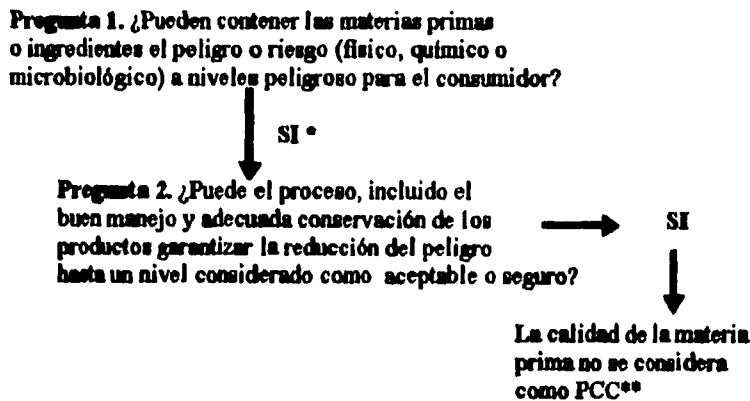 Pregunta 1. ¿Pueden contener las materias primas
o ingredientes el peligro o riesgo (físico, químico o
microbiológico) a niveles peligroso para el consumidor?
SI *
Pregunta 2. ¿Puede el proceso, incluido el
buen manejo y adecuada conservación de los
productos garantizar la reducción del peligro
hasta un nivel considerado como aceptable o seguro?
SI
La calidad de la materia
prima no se considera
como PCC**